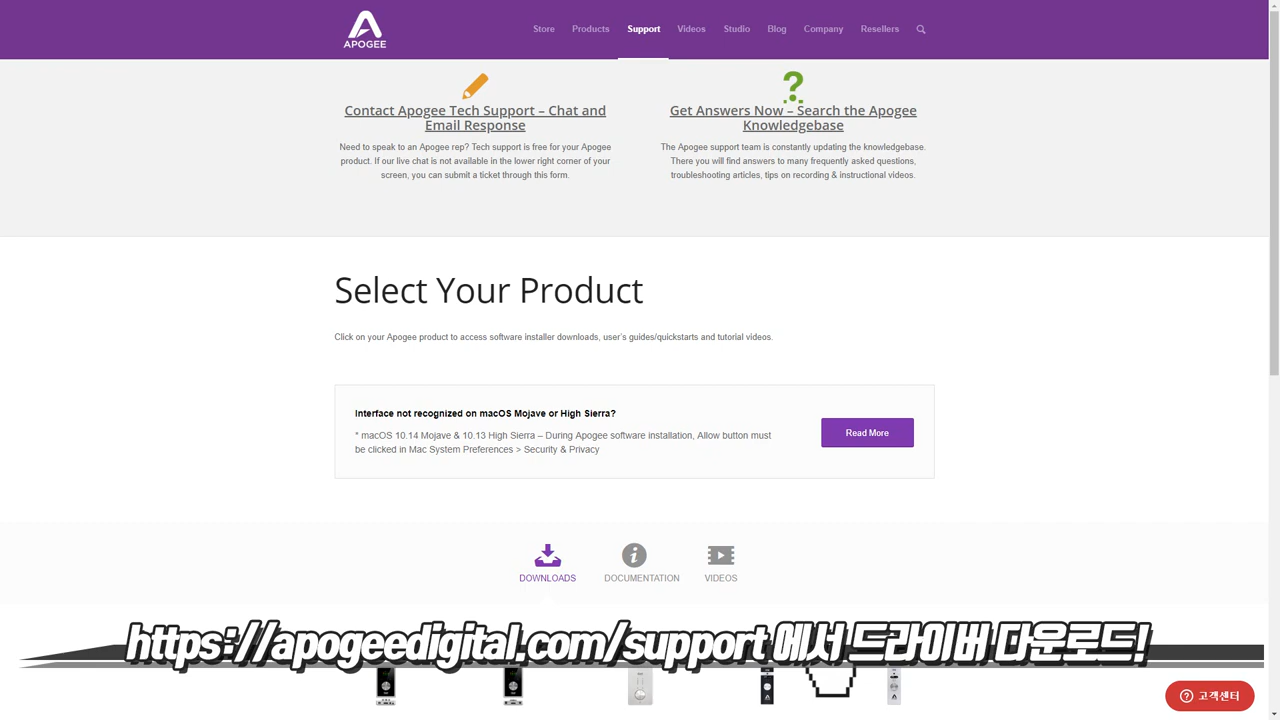 APOGEE
Store
Products
Support
Videos
Studio
Blog
Company
Resellers
Contact Apogee Tech Support – Chat and
Email Response
Need to speak to an Apogee rep? Tech support is free for your Apogee
product. If our live chat is not available in the lower right corner of your
screen, you can submit a ticket through this form.
Get Answers Now – Search the Apogee
Knowledgebase
The Apogee support team is constantly updating the knowledgebase.
There you will find answers to many frequently asked questions,
troubleshooting articles, tips on recording & instructional videos.
Select Your Product
Click on your Apogee product to access software installer downloads, user's guides/quickstarts and tutorial videos.
Interface not recognized on macOS Mojave or High Sierra?
* macOS 10.14 Mojave & 10.13 High Sierra – During Apogee software installation, Allow button must
be clicked in Mac System Preferences > Security & Privacy
Read More
DOWNLOADS
DOCUMENTATION
VIDEOS
https://apogeedigital.com/support 에서 드라이버 다운로드!
고객센터